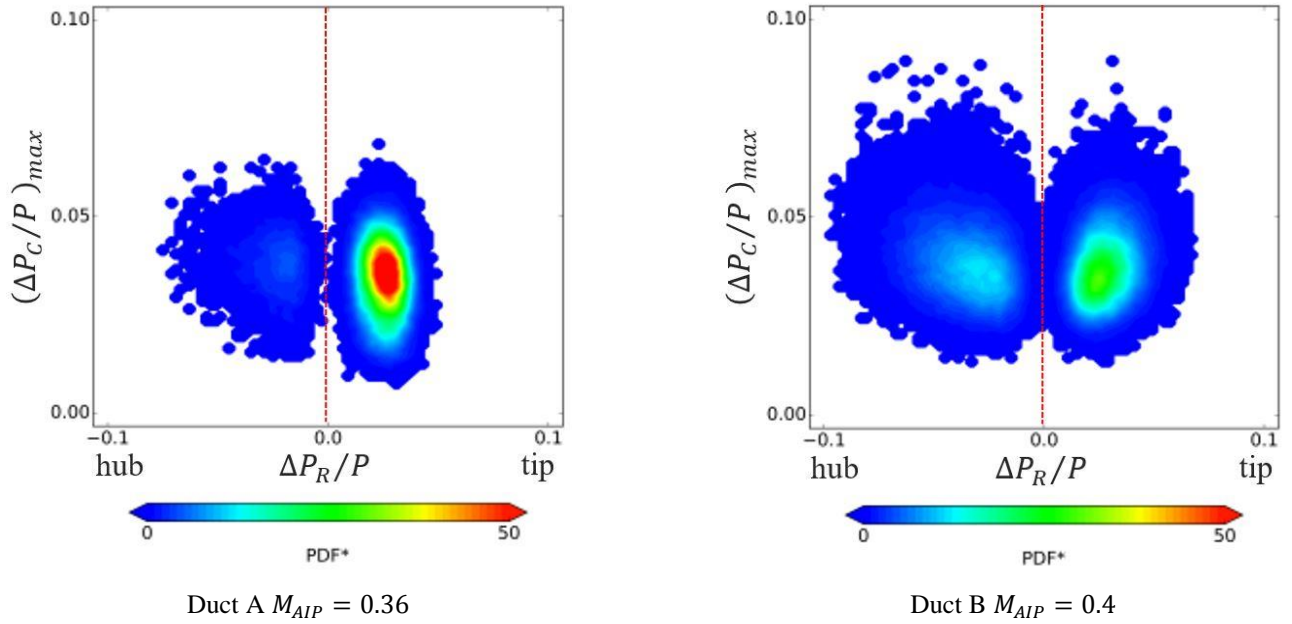 0.10
0.05
0.00
(ΔP_C/P)_max
−0.1
0.0
0.1
hub
ΔP_R/P
tip
0
50
PDF*
Duct A M_AIP = 0.36
0.10
0.05
0.00
(ΔP_C/P)_max
−0.1
0.0
0.1
hub
ΔP_R/P
tip
0
50
PDF*
Duct B M_AIP = 0.4